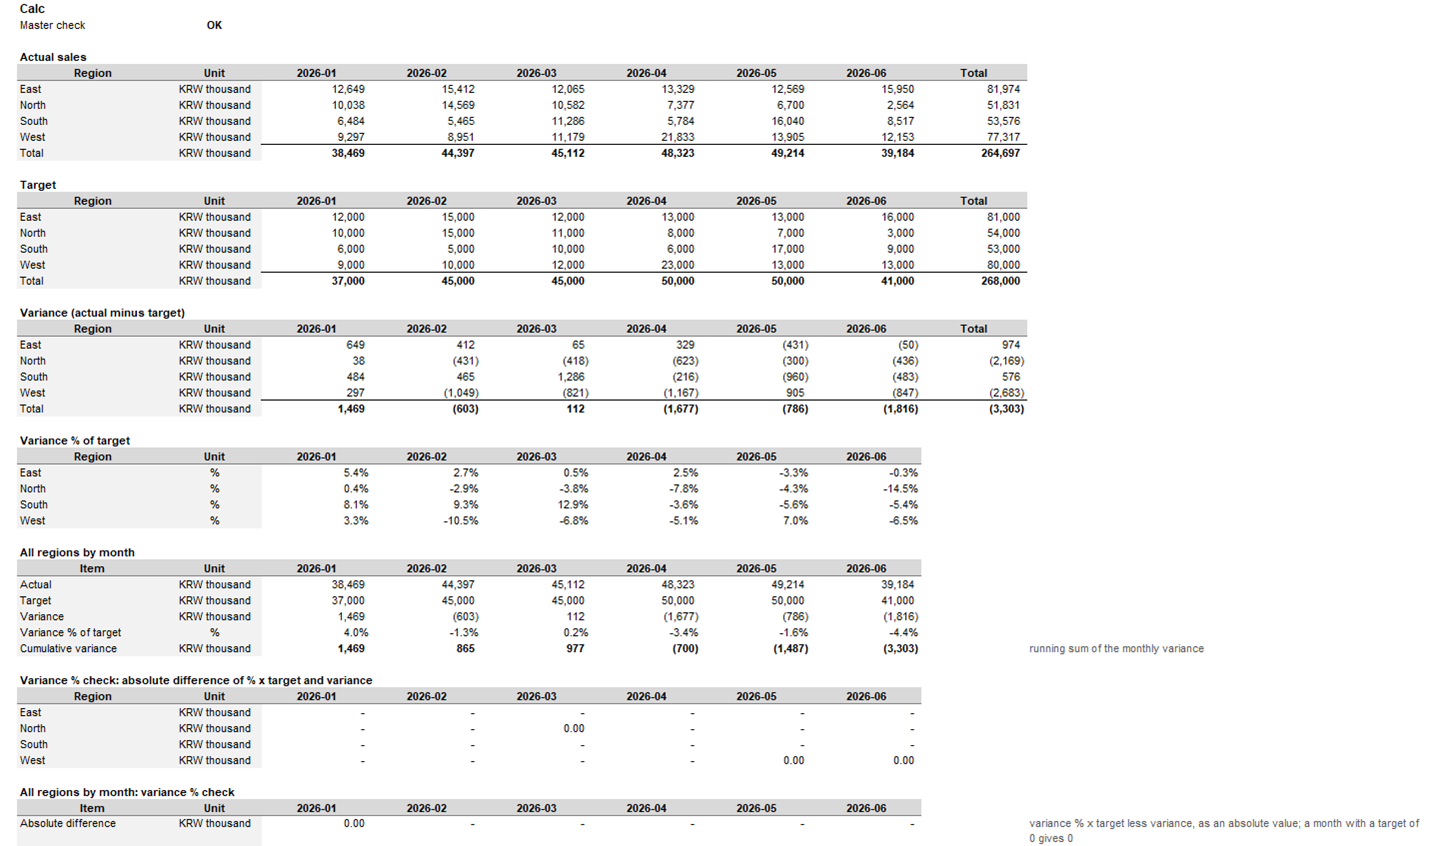 Calc
Master check OK
Actual sales
Region Unit 2026-01 2026-02 2026-03 2026-04 2026-05 2026-06 Total
East KRW thousand 12,649 15,412 12,065 13,329 12,569 15,950 81,974
North KRW thousand 10,038 14,569 10,582 7,377 6,700 2,564 51,831
South KRW thousand 6,484 5,465 11,286 5,784 16,040 8,517 53,576
West KRW thousand 9,297 8,951 11,179 21,833 13,905 12,153 77,317
Total KRW thousand 38,469 44,397 45,112 48,323 49,214 39,184 264,697
Target
Region Unit 2026-01 2026-02 2026-03 2026-04 2026-05 2026-06 Total
East KRW thousand 12,000 15,000 12,000 13,000 13,000 16,000 81,000
North KRW thousand 10,000 15,000 11,000 8,000 7,000 3,000 54,000
South KRW thousand 6,000 5,000 10,000 6,000 17,000 9,000 53,000
West KRW thousand 9,000 10,000 12,000 23,000 13,000 13,000 80,000
Total KRW thousand 37,000 45,000 45,000 50,000 50,000 41,000 268,000
Variance (actual minus target)
Region Unit 2026-01 2026-02 2026-03 2026-04 2026-05 2026-06 Total
East KRW thousand 649 412 65 329 (431) (50) 974
North KRW thousand 38 (431) (418) (623) (300) (436) (2,169)
South KRW thousand 484 465 1,286 (216) (960) (483) 576
West KRW thousand 297 (1,049) (821) (1,167) 905 (847) (2,683)
Total KRW thousand 1,469 (603) 112 (1,677) (786) (1,816) (3,303)
Variance % of target
Region Unit 2026-01 2026-02 2026-03 2026-04 2026-05 2026-06
East % 5.4% 2.7% 0.5% 2.5% -3.3% -0.3%
North % 0.4% -2.9% -3.8% -7.8% -4.3% -14.5%
South % 8.1% 9.3% 12.9% -3.6% -5.6% -5.4%
West % 3.3% -10.5% -6.8% -5.1% 7.0% -6.5%
All regions by month
Item Unit 2026-01 2026-02 2026-03 2026-04 2026-05 2026-06
Actual KRW thousand 38,469 44,397 45,112 48,323 49,214 39,184
Target KRW thousand 37,000 45,000 45,000 50,000 50,000 41,000
Variance KRW thousand 1,469 (603) 112 (1,677) (786) (1,816)
Variance % of target % 4.0% -1.3% 0.2% -3.4% -1.6% -4.4%
Cumulative variance KRW thousand 1,469 865 977 (700) (1,487) (3,303) running sum of the monthly variance
Variance % check: absolute difference of % x target and variance
Region Unit 2026-01 2026-02 2026-03 2026-04 2026-05 2026-06
East KRW thousand - - - - - -
North KRW thousand - - 0.00 - - -
South KRW thousand - - - - - -
West KRW thousand - - - - 0.00 0.00
All regions by month: variance % check
Item Unit 2026-01 2026-02 2026-03 2026-04 2026-05 2026-06
Absolute difference KRW thousand 0.00 - - - - - variance % x target less variance, as an absolute value; a month with a target of
0 gives 0